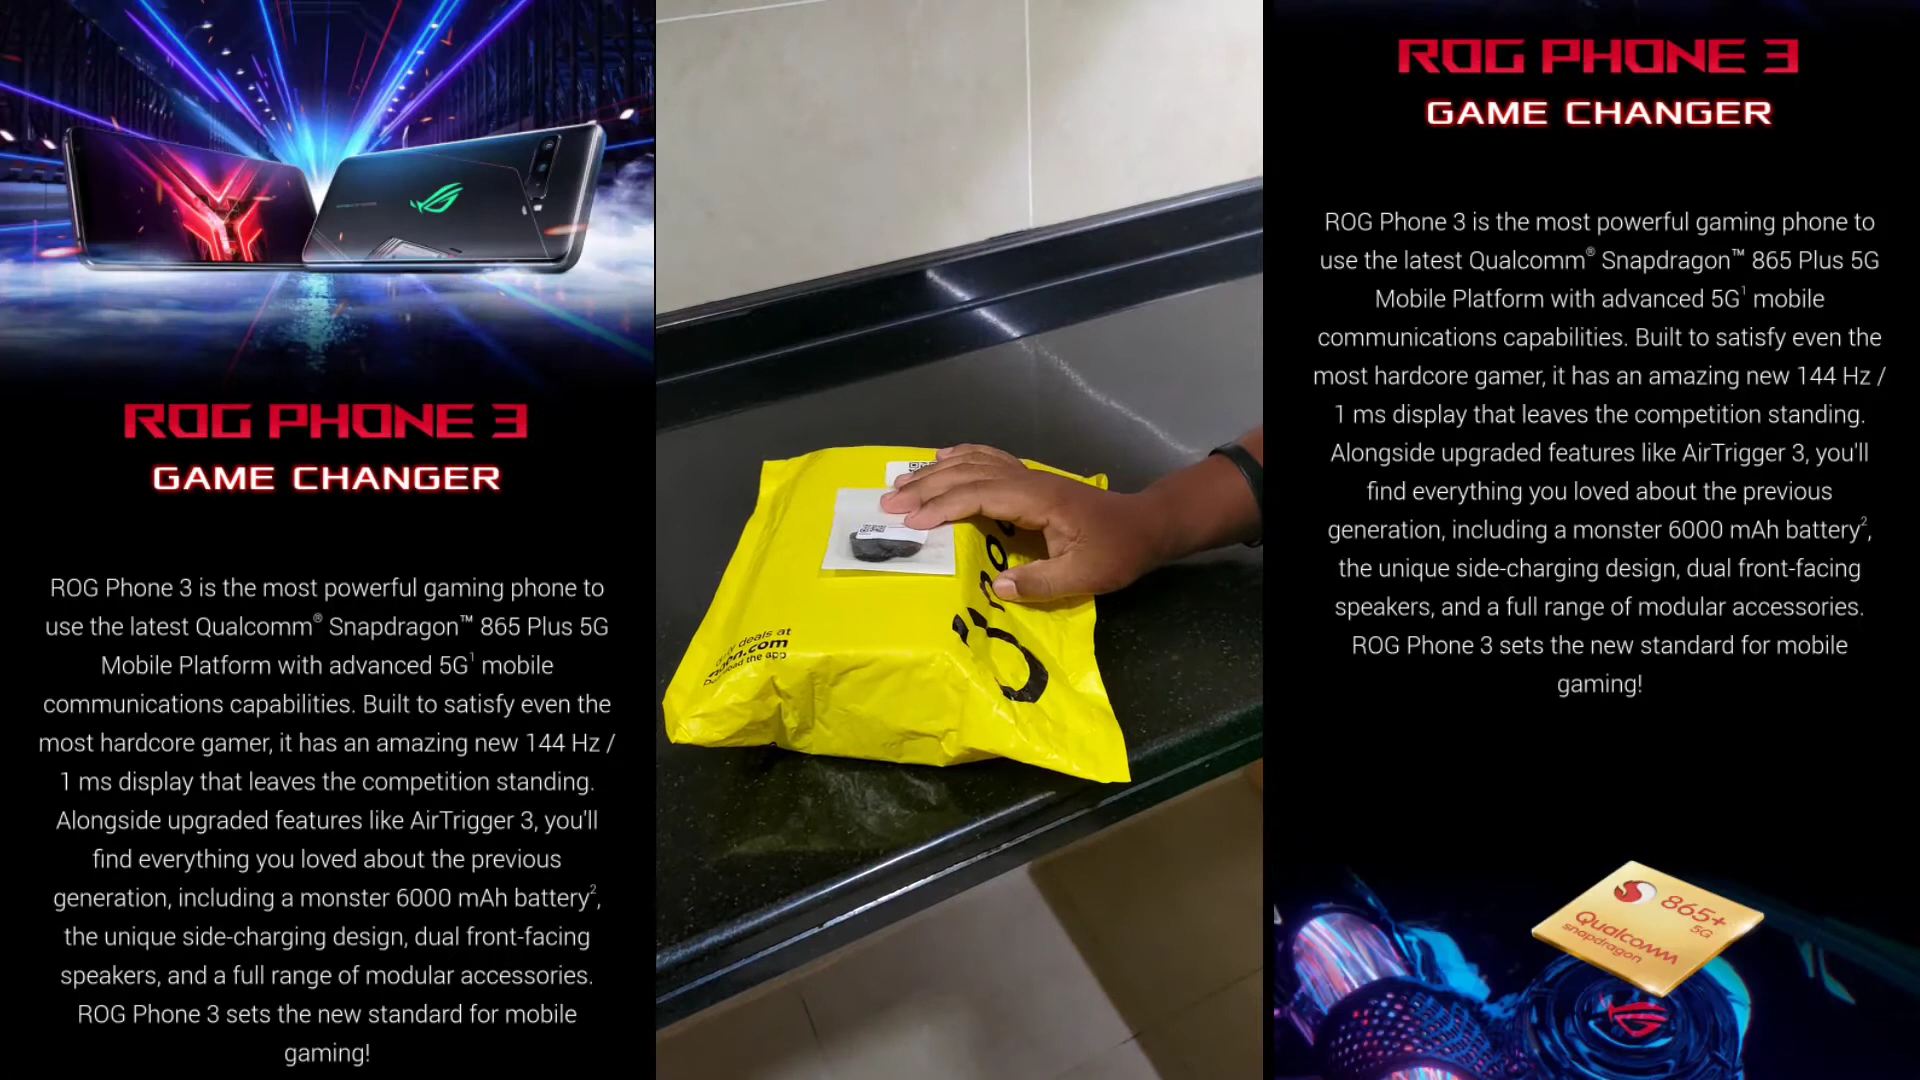 ROG PHONE 3
GAME CHANGER
ROG Phone 3 is the most powerful gaming phone to
use the latest Qualcomm® Snapdragon™ 865 Plus 5G
Mobile Platform with advanced 5G¹ mobile
communications capabilities. Built to satisfy even the
most hardcore gamer, it has an amazing new 144 Hz /
1 ms display that leaves the competition standing.
Alongside upgraded features like AirTrigger 3, you'll
find everything you loved about the previous
generation, including a monster 6000 mAh battery²,
the unique side-charging design, dual front-facing
speakers, and a full range of modular accessories.
ROG Phone 3 sets the new standard for mobile
gaming!
deals at
noon.com
Download the app
ROG PHONE 3
GAME CHANGER
ROG Phone 3 is the most powerful gaming phone to
use the latest Qualcomm® Snapdragon™ 865 Plus 5G
Mobile Platform with advanced 5G¹ mobile
communications capabilities. Built to satisfy even the
most hardcore gamer, it has an amazing new 144 Hz /
1 ms display that leaves the competition standing.
Alongside upgraded features like AirTrigger 3, you'll
find everything you loved about the previous
generation, including a monster 6000 mAh battery²,
the unique side-charging design, dual front-facing
speakers, and a full range of modular accessories.
ROG Phone 3 sets the new standard for mobile
gaming!
865+
5G
Qualcomm
snapdragon